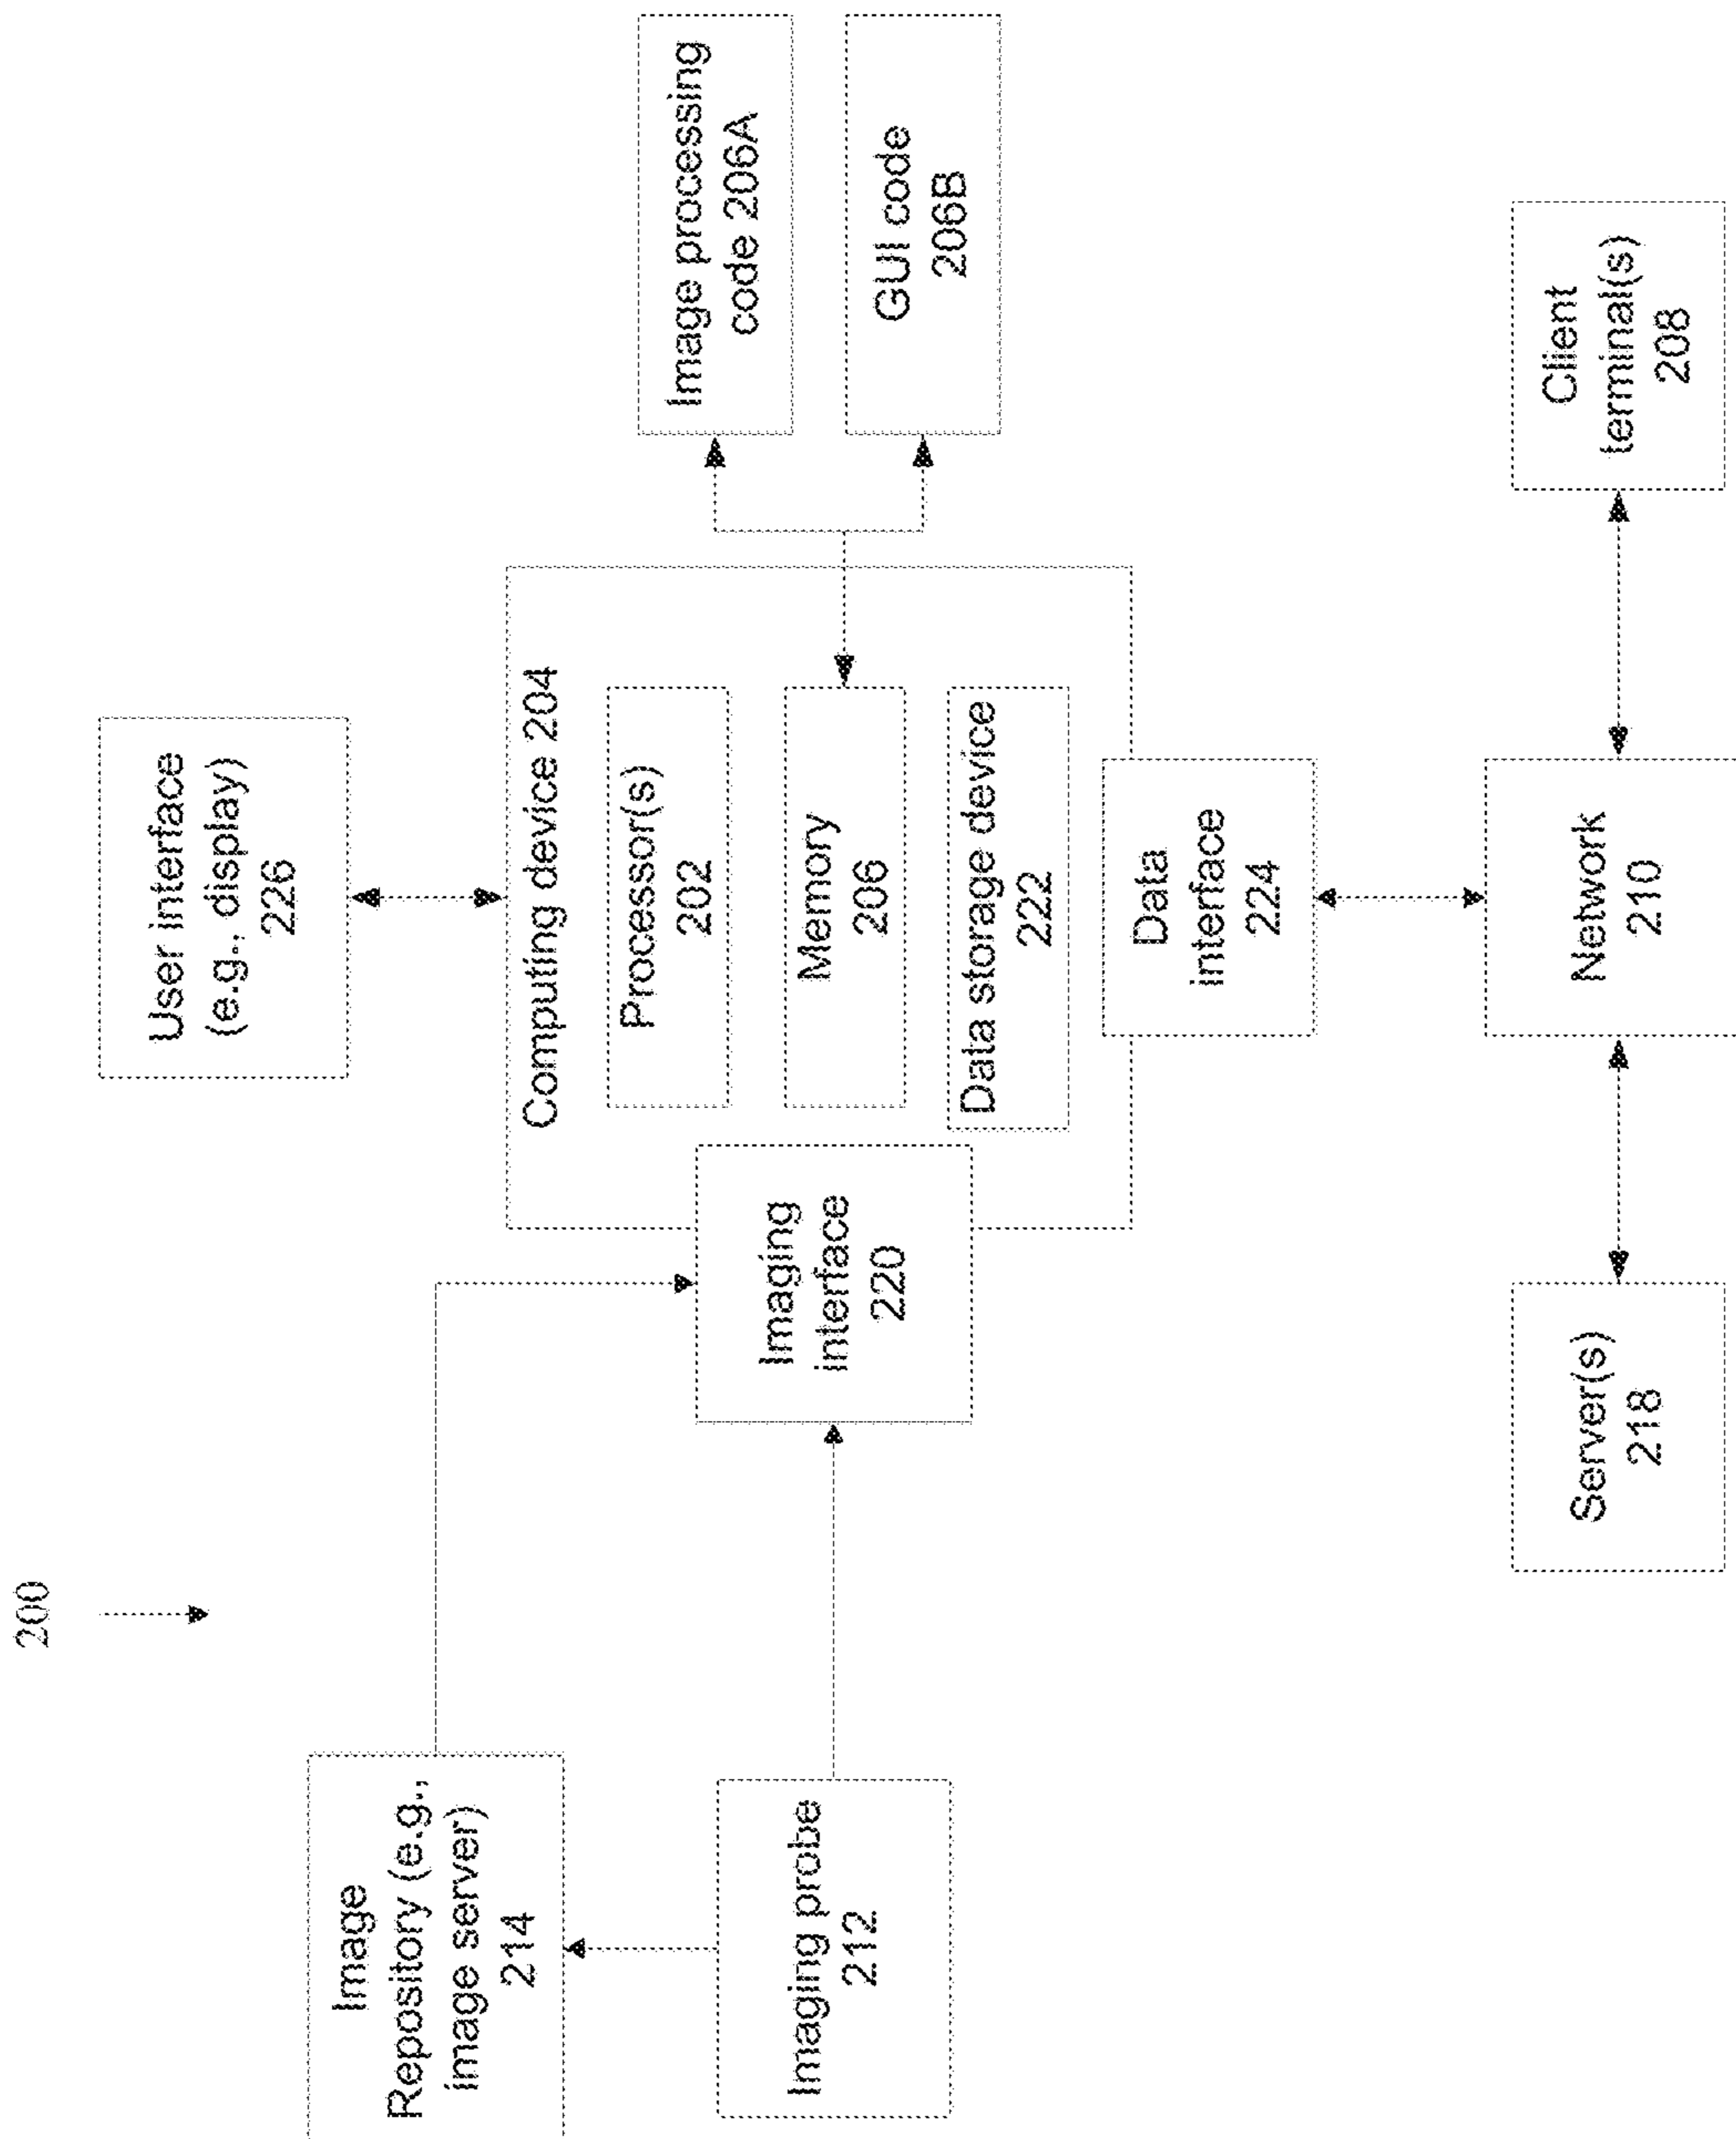 200
Image
Repository (e.g.,
image server)
214
Imaging probe
212
User interface
(e.g., display)
226
Computing device 204
Processor(s)
202
Memory
206
Data storage device
222
Imaging
interface
220
Data
interface
224
Image processing
code 206A
GUI code
206B
Server(s)
218
Network
210
Client
terminal(s)
208